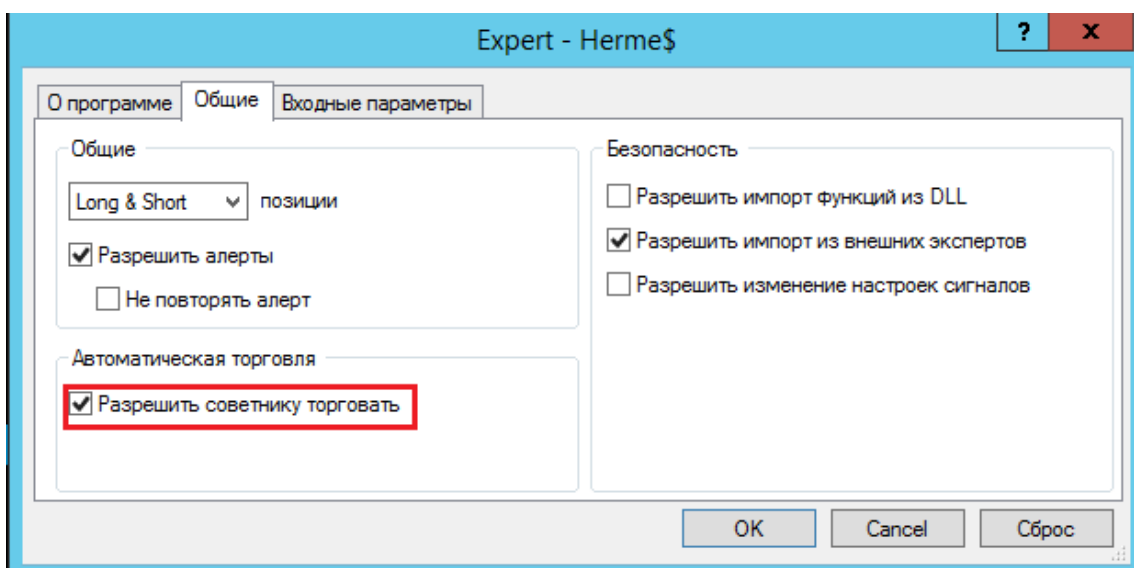 Expert - Herme$
?
x
О программе
Общие
Входные параметры
Общие
Long & Short
позиции
Разрешить алерты
Не повторять алерт
Автоматическая торговля
Разрешить советнику торговать
Безопасность
Разрешить импорт функций из DLL
Разрешить импорт из внешних экспертов
Разрешить изменение настроек сигналов
OK
Cancel
Сброс